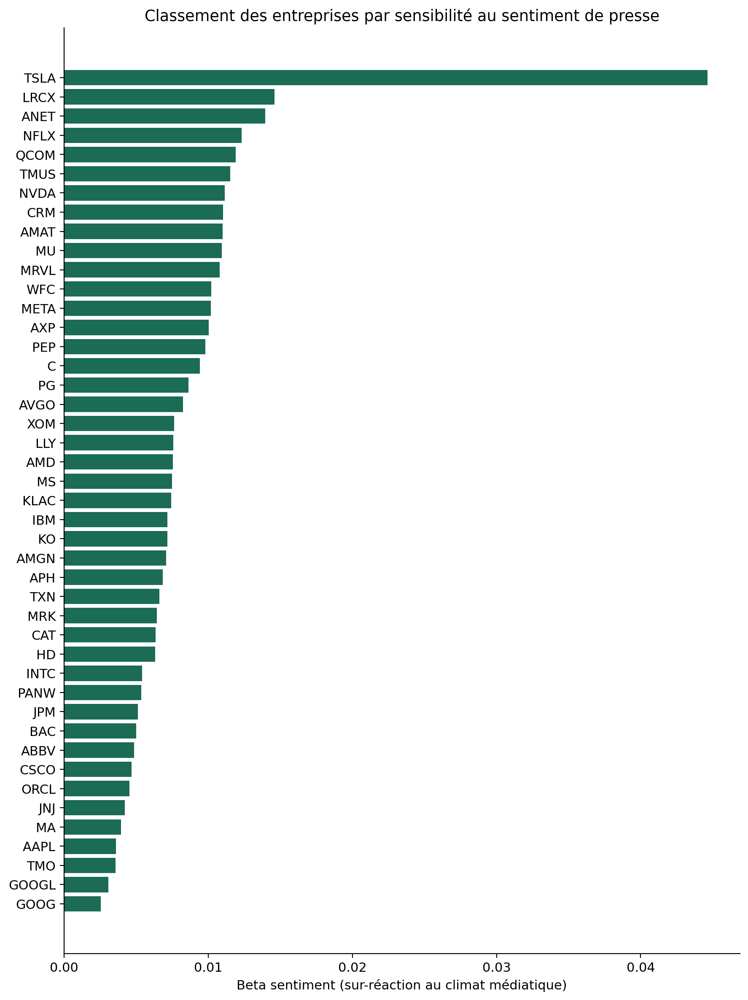 Classement des entreprises par sensibilité au sentiment de presse
TSLA
LRCX
ANET
NFLX
QCOM
TMUS
NVDA
CRM
AMAT
MU
MRVL
WFC
META
AXP
PEP
C
PG
AVGO
XOM
LLY
AMD
MS
KLAC
IBM
KO
AMGN
APH
TXN
MRK
CAT
HD
INTC
PANW
JPM
BAC
ABBV
CSCO
ORCL
JNJ
MA
AAPL
TMO
GOOGL
GOOG
0.00 0.01 0.02 0.03 0.04
Beta sentiment (sur-réaction au climat médiatique)